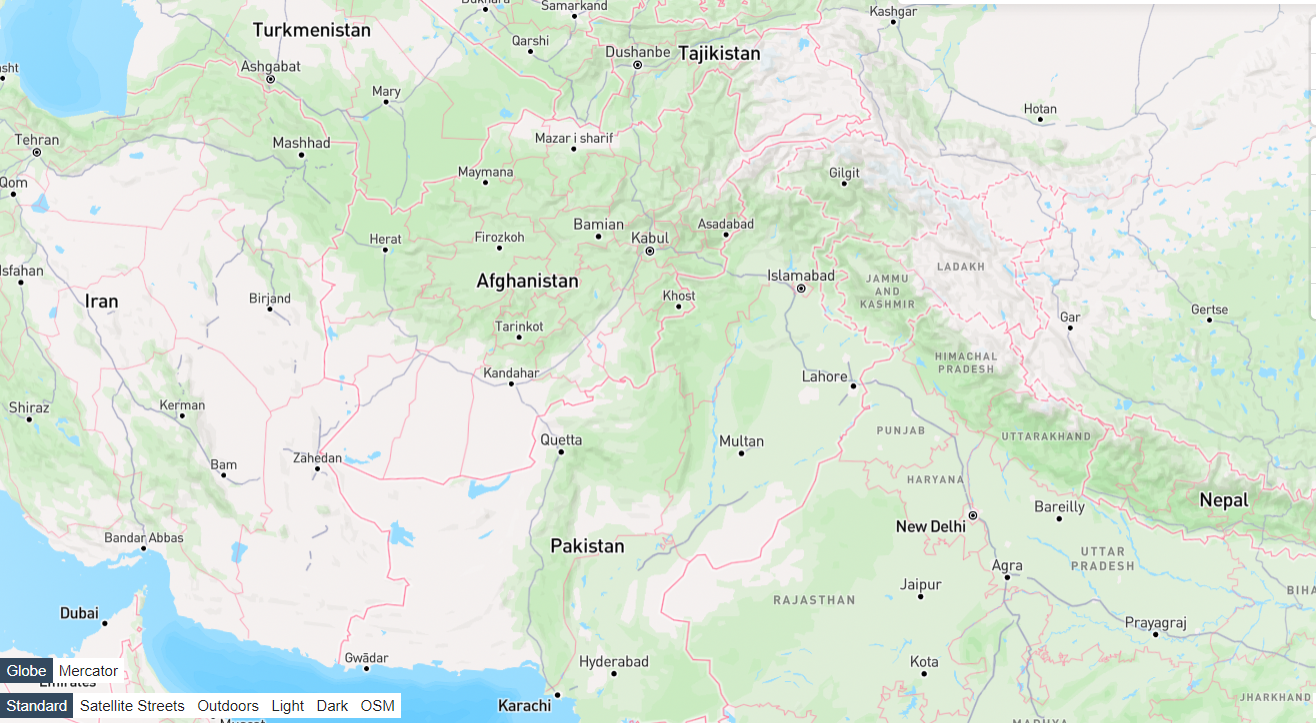 Bukhara
Samarkand
Kashgar
Turkmenistan
Qarshi
Dushanbe
Tajikistan
Ashgabat
Mary
Hotan
Tehran
Mashhad
Mazar i sharif
Maymana
Gilgit
Qom
Herat
Firozkoh
Bamian
Kabul
Asadabad
Isfahan
Afghanistan
Islamabad
JAMMU
AND
KASHMIR
LADAKH
Iran
Birjand
Khost
Gar
Gertse
Tarinkot
HIMACHAL
PRADESH
Kandahar
Lahore
Shiraz
Kerman
Quetta
Multan
PUNJAB
UTTARAKHAND
Bam
Zahedan
HARYANA
Nepal
Bareilly
New Delhi
Bandar Abbas
Pakistan
UTTAR
PRADESH
Agra
Jaipur
RAJASTHAN
Dubai
Prayagraj
Gwādar
Hyderabad
Kota
Globe
Mercator
Emirates
Karachi
JHARKHAND
Standard
Satellite Streets
Outdoors
Light
Dark
OSM